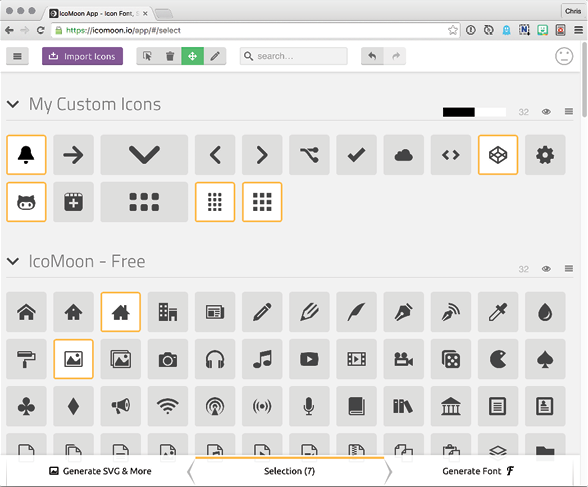 IcoMoon App - Icon Font, S
Chris
https://icomoon.io/app/#/select
Import Icons
search...
My Custom Icons
32
IcoMoon - Free
32
Generate SVG & More
Selection (7)
Generate Font